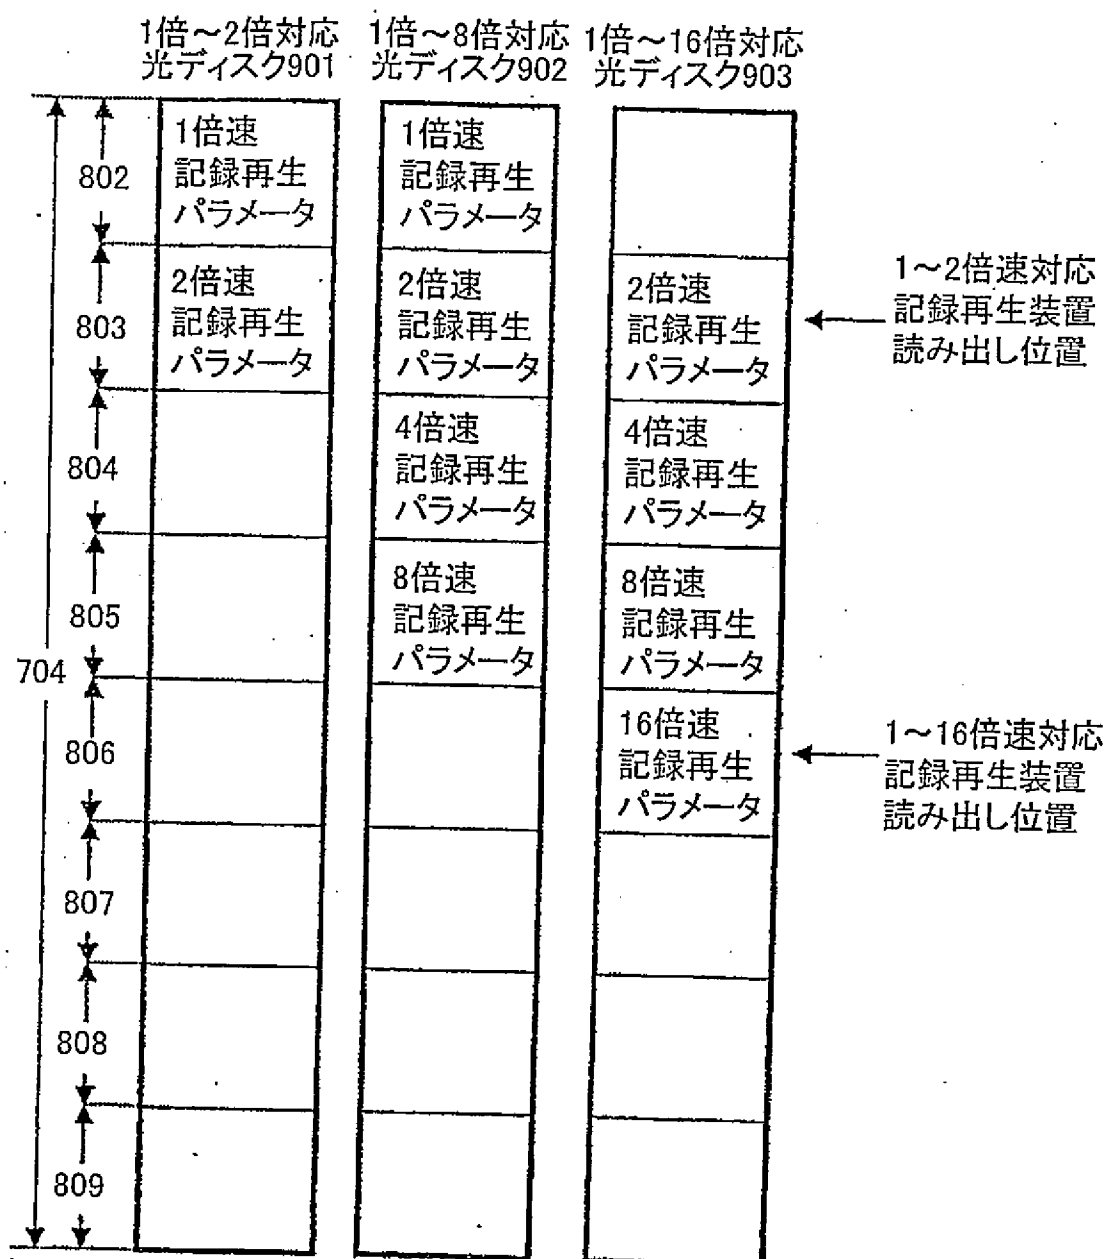 1倍～2倍対応
光ディスク901
1倍～8倍対応
光ディスク902
1倍～16倍対応
光ディスク903
704
802
803
804
805
806
807
808
809
1倍速
記録再生
パラメータ
2倍速
記録再生
パラメータ
1倍速
記録再生
パラメータ
2倍速
記録再生
パラメータ
4倍速
記録再生
パラメータ
8倍速
記録再生
パラメータ
2倍速
記録再生
パラメータ
4倍速
記録再生
パラメータ
8倍速
記録再生
パラメータ
16倍速
記録再生
パラメータ
1～2倍速対応
記録再生装置
読み出し位置
1～16倍速対応
記録再生装置
読み出し位置